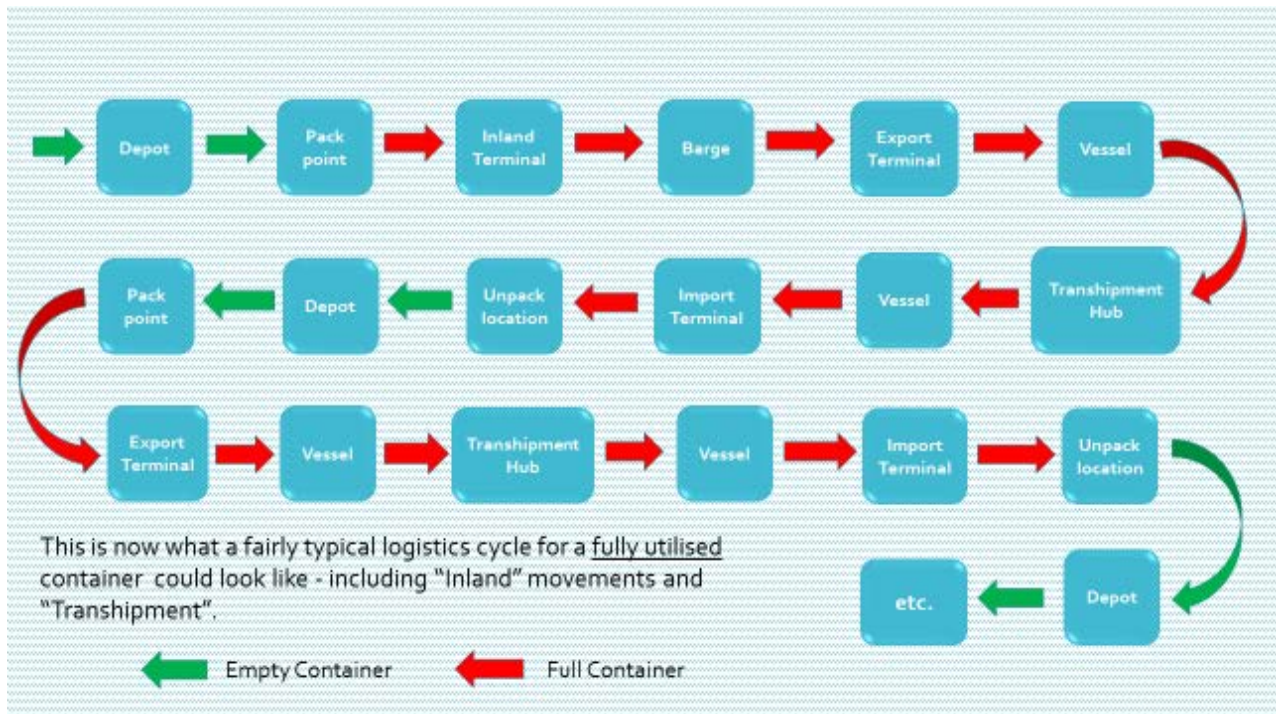 Depot
Pack
point
Inland
Terminal
Barge
Export
Terminal
Vessel
Transhipment
Hub
Vessel
Import
Terminal
Unpack
location
Depot
Pack
point
Export
Terminal
Vessel
Transhipment
Hub
Vessel
Import
Terminal
Unpack
location
Depot
etc.
This is now what a fairly typical logistics cycle for a fully utilised
container  could look like - including “Inland” movements and
“Transhipment”.
Empty Container
Full Container